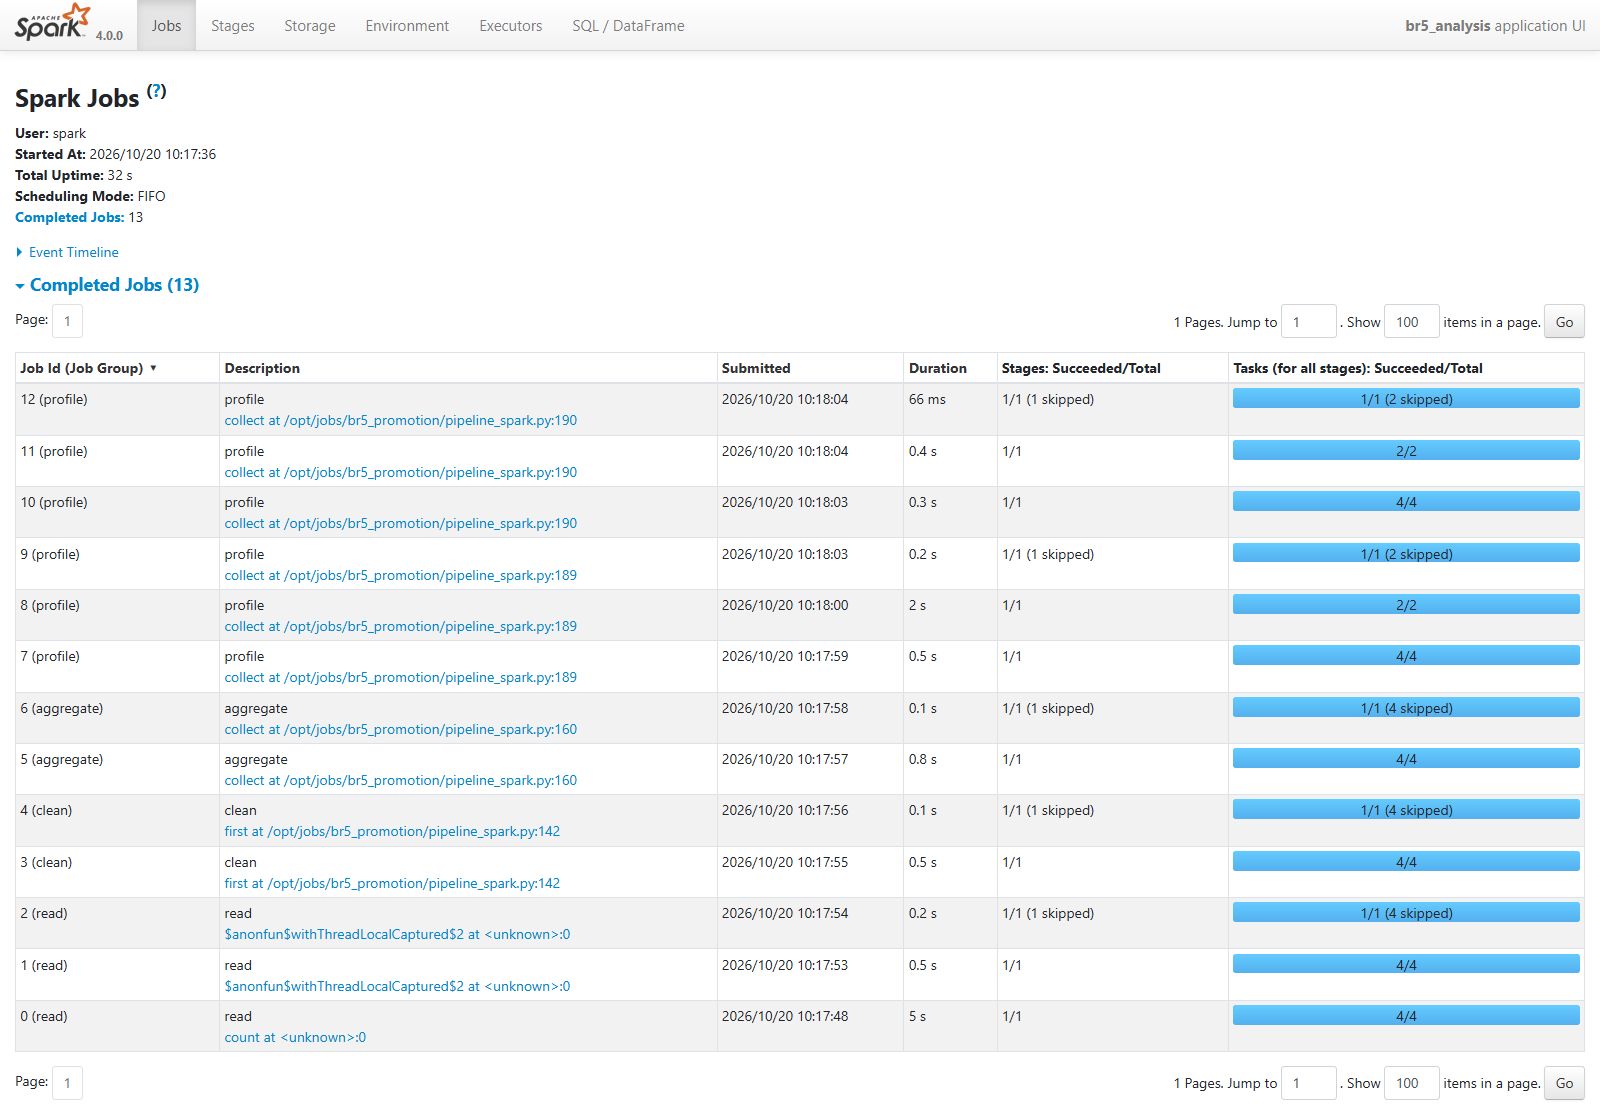 APACHE
Spark 4.0.0 Jobs Stages Storage Environment Executors SQL / DataFrame br5_analysis application UI
Spark Jobs (?)
User: spark
Started At: 2026/10/20 10:17:36
Total Uptime: 32 s
Scheduling Mode: FIFO
Completed Jobs: 13
Event Timeline
Completed Jobs (13)
Page: 1 1 Pages. Jump to 1 . Show 100 items in a page. Go
Job Id (Job Group) ▾ Description Submitted Duration Stages: Succeeded/Total Tasks (for all stages): Succeeded/Total
12 (profile) profile 2026/10/20 10:18:04 66 ms 1/1 (1 skipped) 1/1 (2 skipped)
collect at /opt/jobs/br5_promotion/pipeline_spark.py:190
11 (profile) profile 2026/10/20 10:18:04 0.4 s 1/1 2/2
collect at /opt/jobs/br5_promotion/pipeline_spark.py:190
10 (profile) profile 2026/10/20 10:18:03 0.3 s 1/1 4/4
collect at /opt/jobs/br5_promotion/pipeline_spark.py:190
9 (profile) profile 2026/10/20 10:18:03 0.2 s 1/1 (1 skipped) 1/1 (2 skipped)
collect at /opt/jobs/br5_promotion/pipeline_spark.py:189
8 (profile) profile 2026/10/20 10:18:00 2 s 1/1 2/2
collect at /opt/jobs/br5_promotion/pipeline_spark.py:189
7 (profile) profile 2026/10/20 10:17:59 0.5 s 1/1 4/4
collect at /opt/jobs/br5_promotion/pipeline_spark.py:189
6 (aggregate) aggregate 2026/10/20 10:17:58 0.1 s 1/1 (1 skipped) 1/1 (4 skipped)
collect at /opt/jobs/br5_promotion/pipeline_spark.py:160
5 (aggregate) aggregate 2026/10/20 10:17:57 0.8 s 1/1 4/4
collect at /opt/jobs/br5_promotion/pipeline_spark.py:160
4 (clean) clean 2026/10/20 10:17:56 0.1 s 1/1 (1 skipped) 1/1 (4 skipped)
first at /opt/jobs/br5_promotion/pipeline_spark.py:142
3 (clean) clean 2026/10/20 10:17:55 0.5 s 1/1 4/4
first at /opt/jobs/br5_promotion/pipeline_spark.py:142
2 (read) read 2026/10/20 10:17:54 0.2 s 1/1 (1 skipped) 1/1 (4 skipped)
$anonfun$withThreadLocalCaptured$2 at <unknown>:0
1 (read) read 2026/10/20 10:17:53 0.5 s 1/1 4/4
$anonfun$withThreadLocalCaptured$2 at <unknown>:0
0 (read) read 2026/10/20 10:17:48 5 s 1/1 4/4
count at <unknown>:0
Page: 1 1 Pages. Jump to 1 . Show 100 items in a page. Go